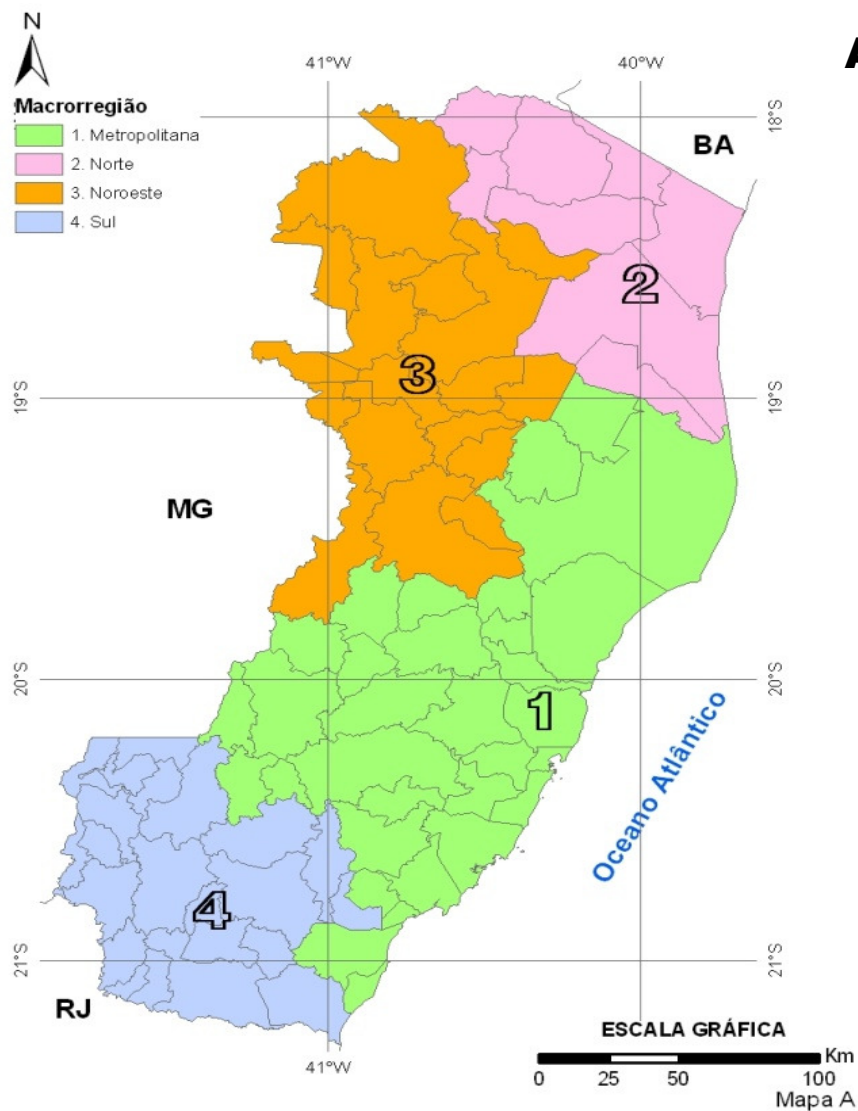 N
A
41°W
40°W
Macrorregião
1. Metropolitana
2. Norte
3. Noroeste
4. Sul
18°S
18°S
BA
2
3
19°S
19°S
MG
20°S
20°S
1
Oceano Atlântico
4
21°S
21°S
RJ
41°W
ESCALA GRÁFICA
Km
0 25 50 100
Mapa A